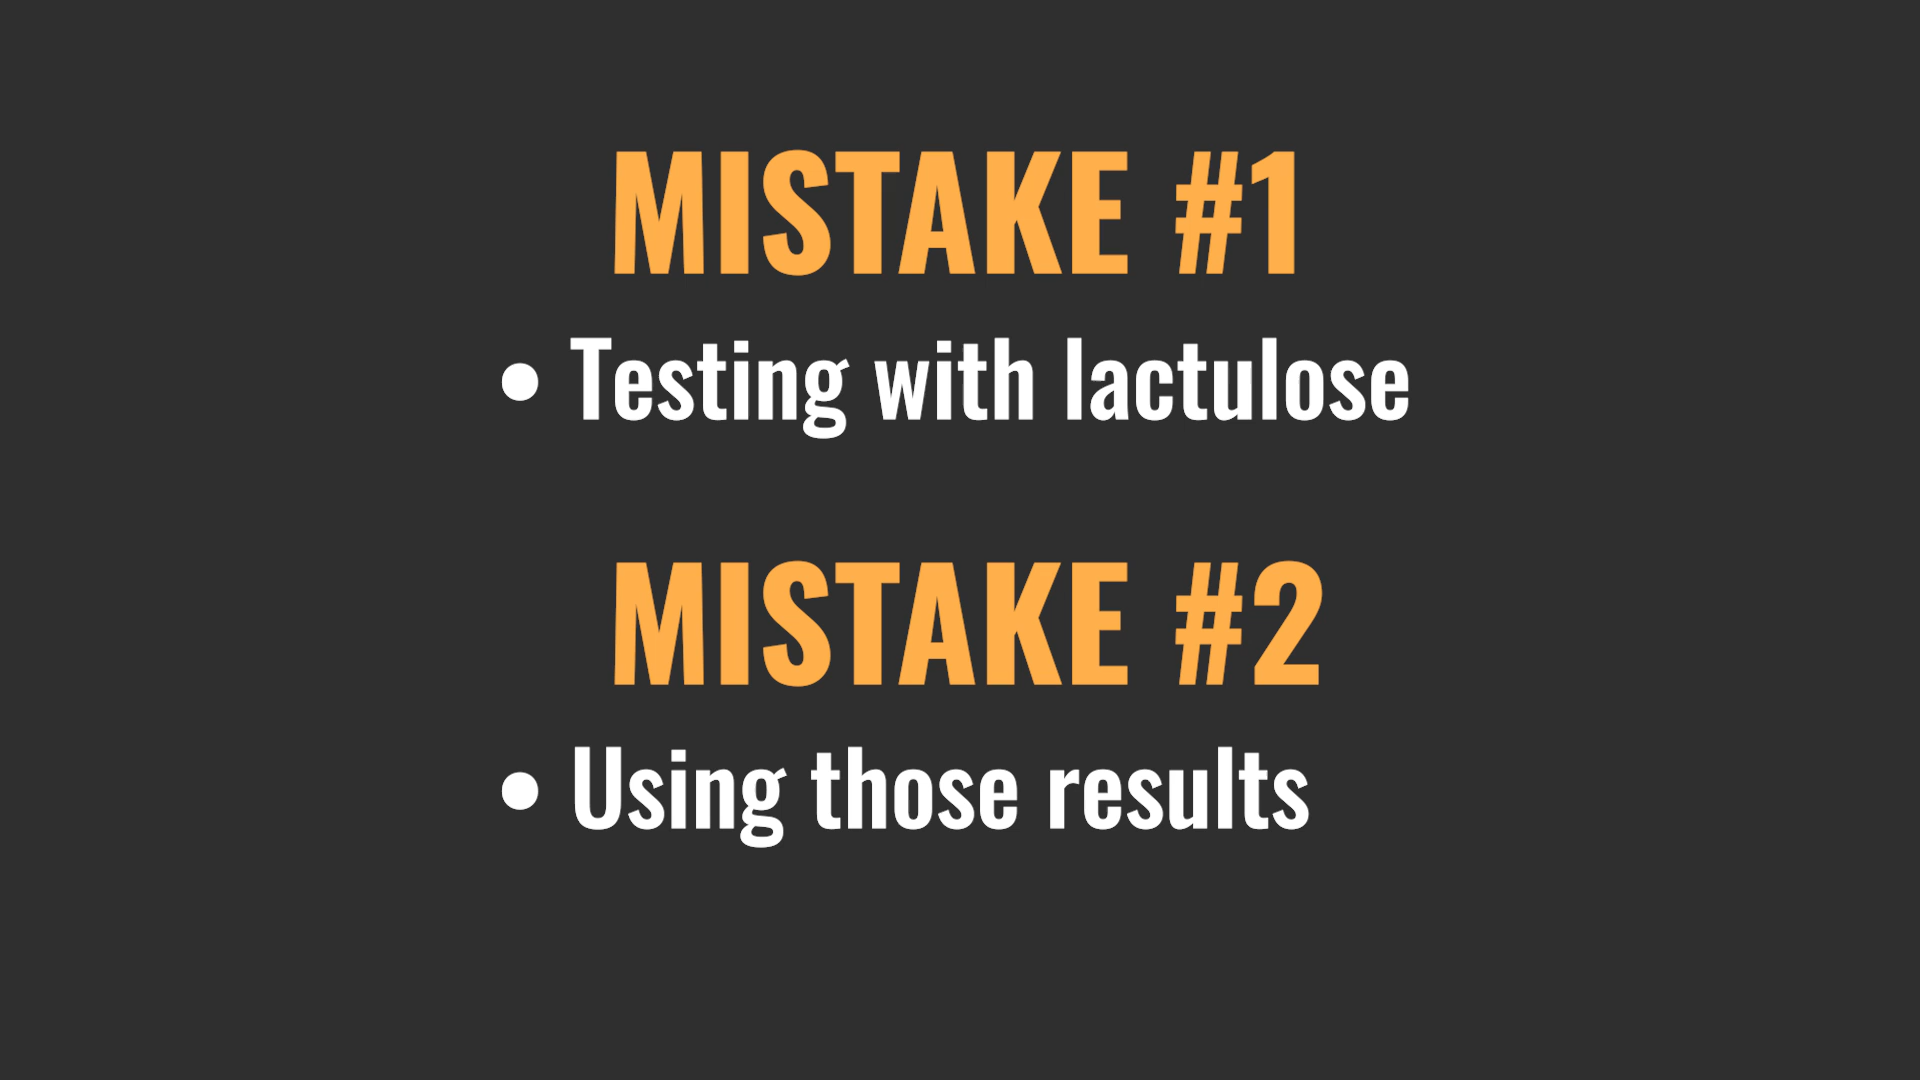 MISTAKE #1
• Testing with lactulose
MISTAKE #2
• Using those results